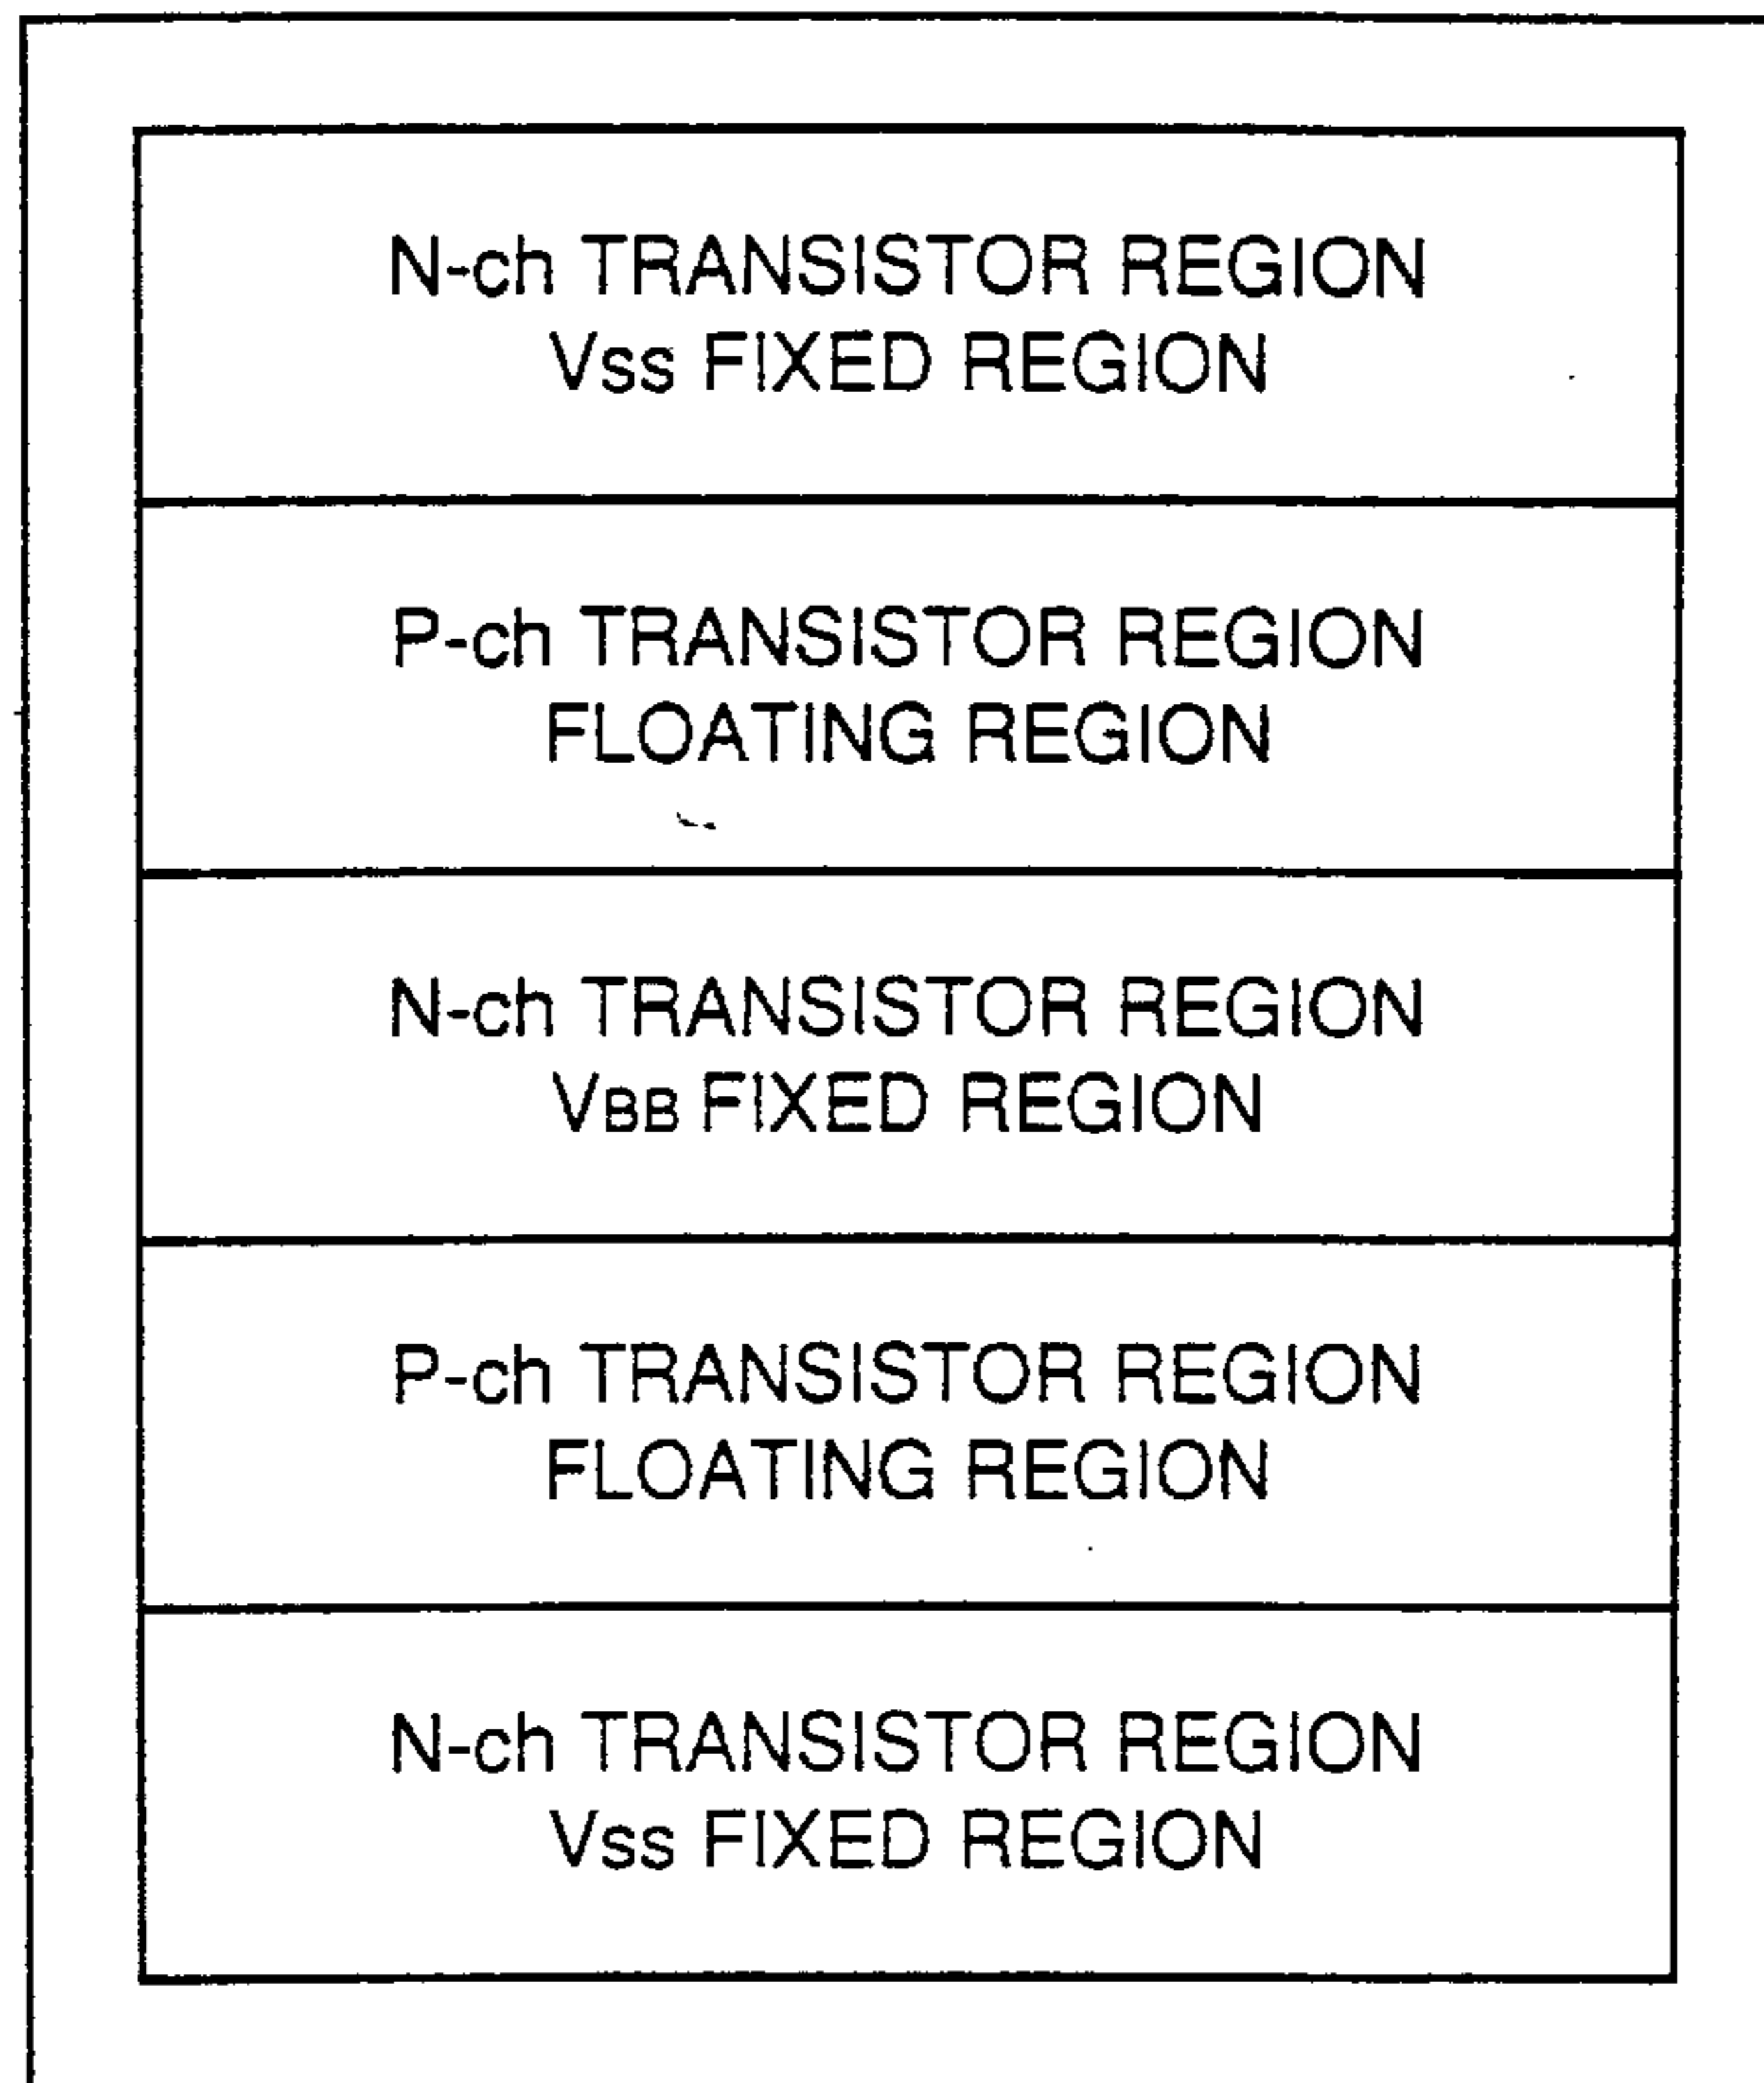 N-ch TRANSISTOR REGION
Vss FIXED REGION
P-ch TRANSISTOR REGION
FLOATING REGION
N-ch TRANSISTOR REGION
VBB FIXED REGION
P-ch TRANSISTOR REGION
FLOATING REGION
N-ch TRANSISTOR REGION
Vss FIXED REGION